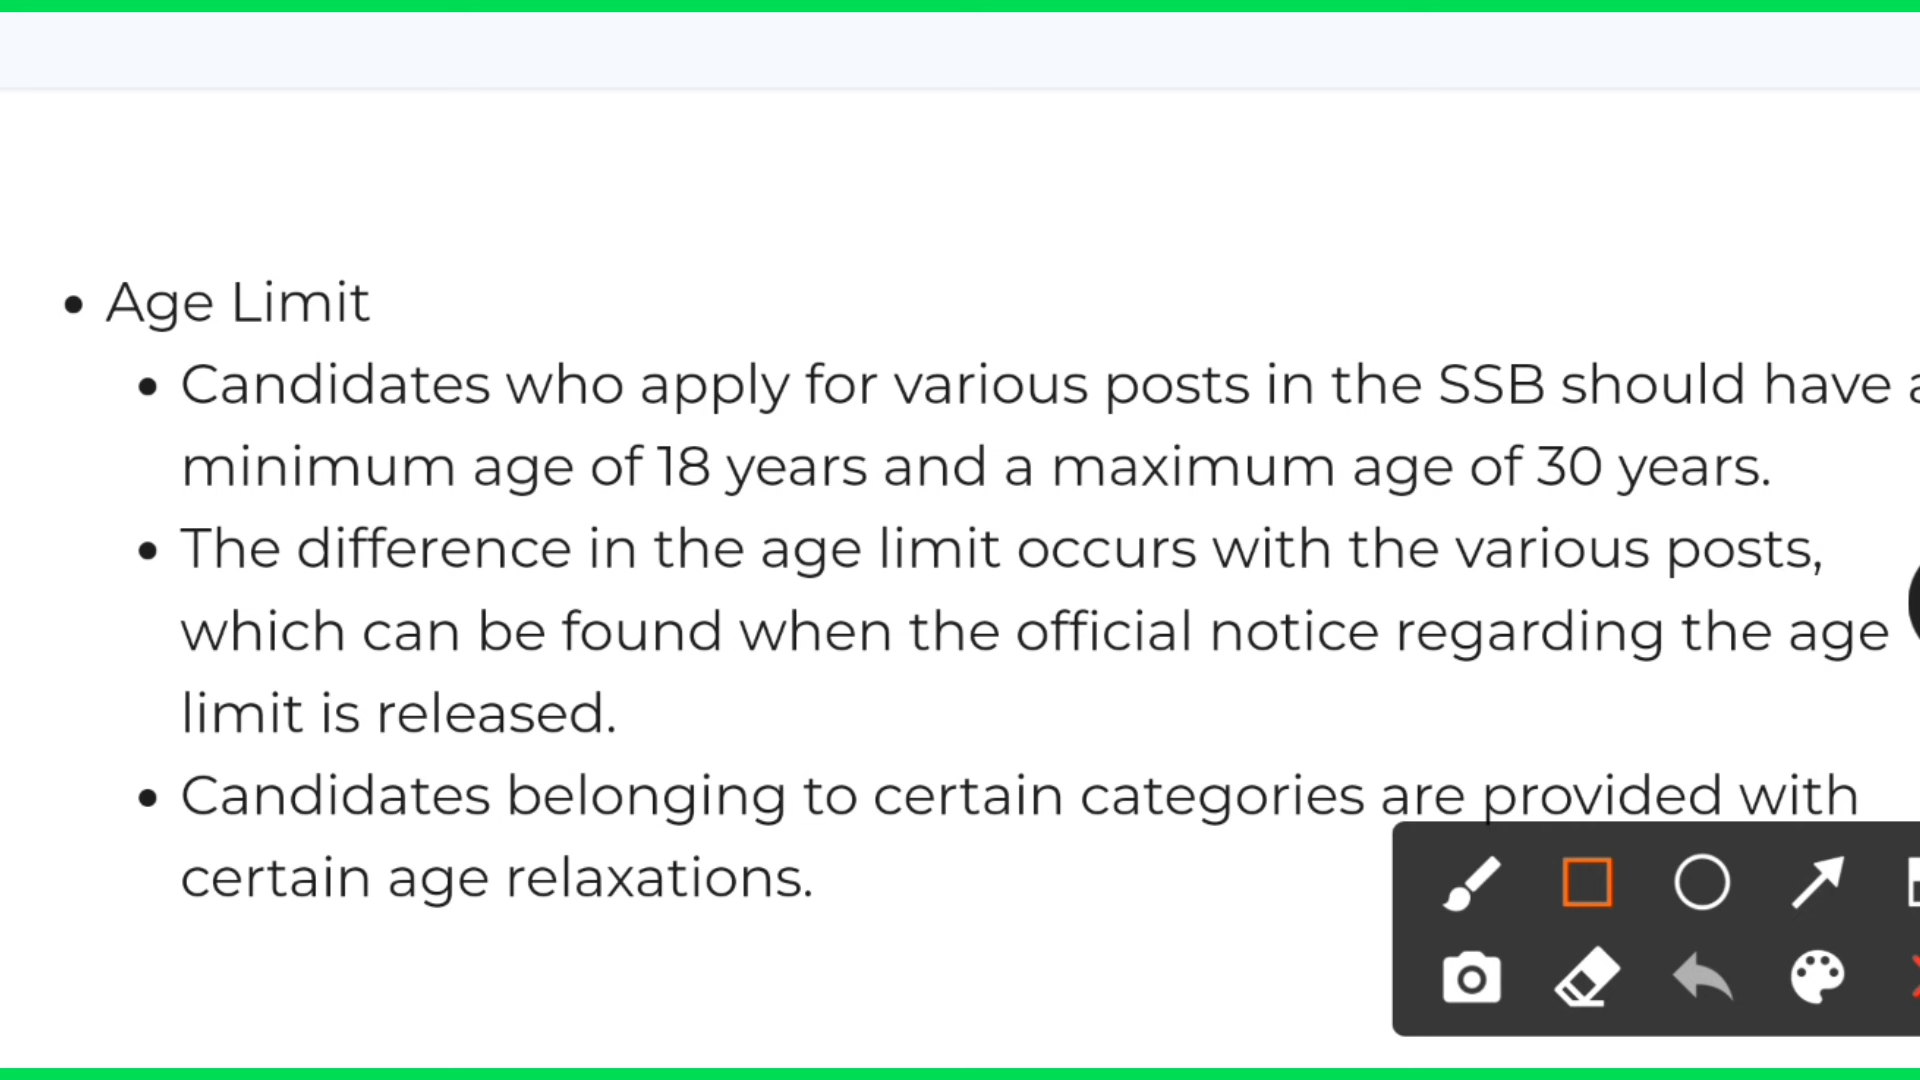 • Age Limit
• Candidates who apply for various posts in the SSB should have a
minimum age of 18 years and a maximum age of 30 years.
• The difference in the age limit occurs with the various posts,
which can be found when the official notice regarding the age
limit is released.
• Candidates belonging to certain categories are provided with
certain age relaxations.